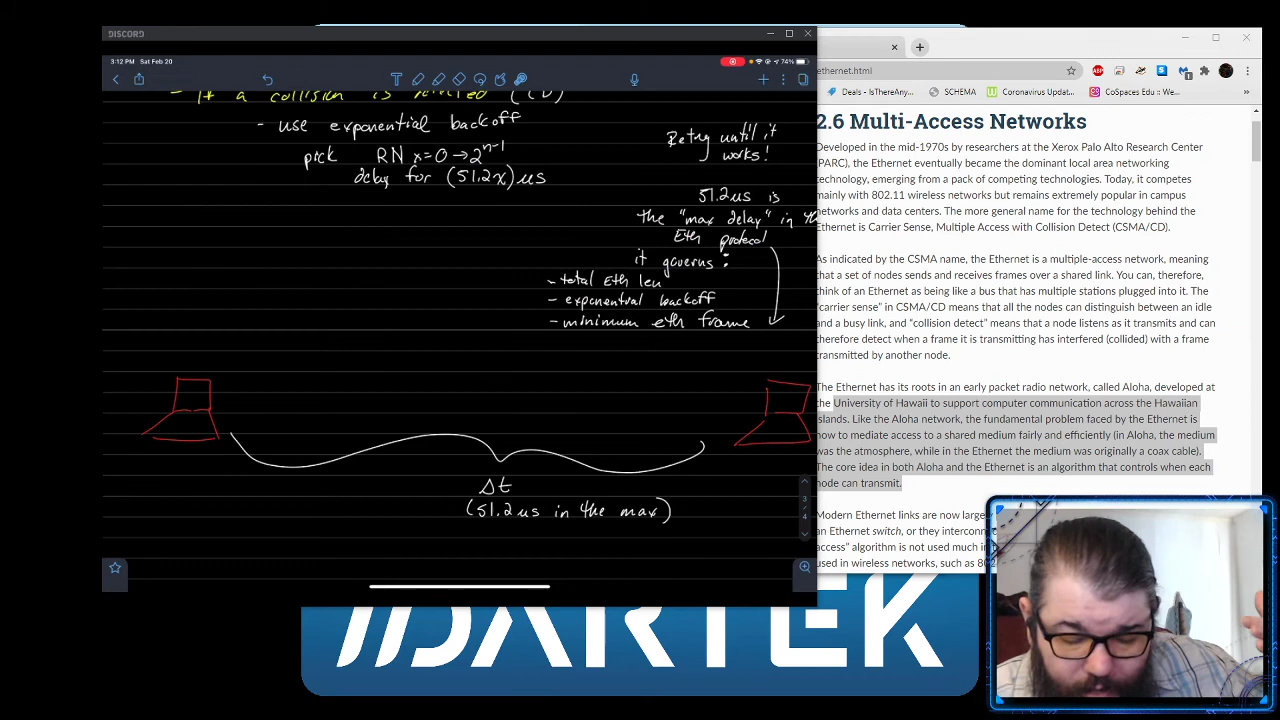 DISCORD
3:12 PM Sat Feb 20
74%
- If a collision is
(CD)
- use exponential backoff
pick RN x=0→2^n-1
delay for (51.2x) us
Retry until it
works!
51.2us is
the "max delay" in th
Eth protocol
it governs:
- total Eth len
- exponential backoff
- minimum eth frame
Δt
(51.2us in the max)
3
4
ethernet.html
ABP
1
Deals - IsThereAny...
SCHEMA
Coronavirus Updat...
CoSpaces Edu :: We...
2.6 Multi-Access Networks
Developed in the mid-1970s by researchers at the Xerox Palo Alto Research Center
(PARC), the Ethernet eventually became the dominant local area networking
technology, emerging from a pack of competing technologies. Today, it competes
mainly with 802.11 wireless networks but remains extremely popular in campus
networks and data centers. The more general name for the technology behind the
Ethernet is Carrier Sense, Multiple Access with Collision Detect (CSMA/CD).
As indicated by the CSMA name, the Ethernet is a multiple-access network, meaning
that a set of nodes sends and receives frames over a shared link. You can, therefore,
think of an Ethernet as being like a bus that has multiple stations plugged into it. The
"carrier sense" in CSMA/CD means that all the nodes can distinguish between an idle
and a busy link, and "collision detect" means that a node listens as it transmits and can
therefore detect when a frame it is transmitting has interfered (collided) with a frame
transmitted by another node.
The Ethernet has its roots in an early packet radio network, called Aloha, developed at
the University of Hawaii to support computer communication across the Hawaiian
Islands. Like the Aloha network, the fundamental problem faced by the Ethernet is
how to mediate access to a shared medium fairly and efficiently (in Aloha, the medium
was the atmosphere, while in the Ethernet the medium was originally a coax cable).
The core idea in both Aloha and the Ethernet is an algorithm that controls when each
node can transmit.
Modern Ethernet links are now large
an Ethernet switch, or they interconn
access" algorithm is not used much in
used in wireless networks, such as 80
DARTEK